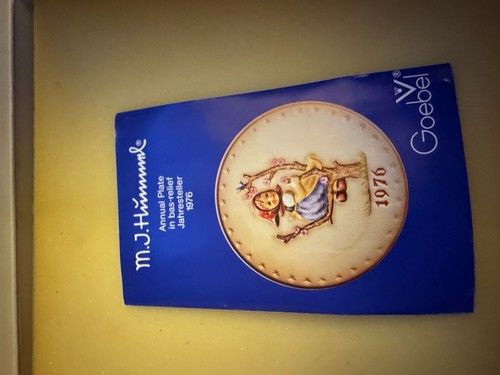 M.J.Hummel®
Annual Plate
in bas-relief
Jahresteller
1976
1976
®
Goebel